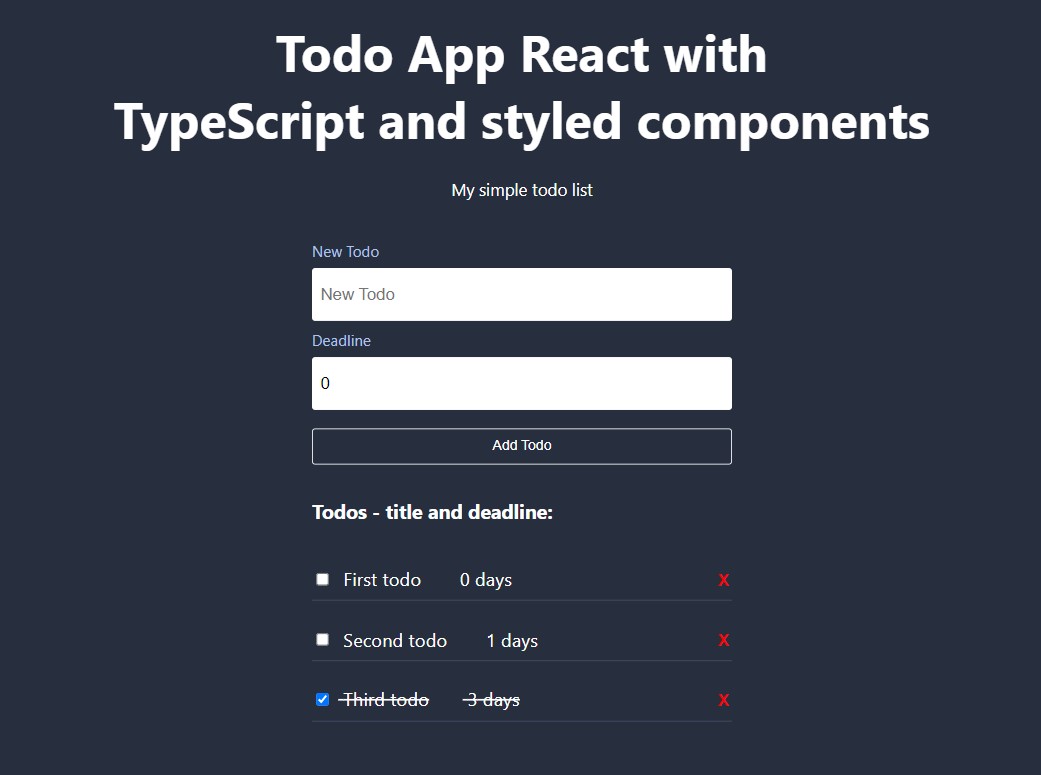 Todo App React with
TypeScript and styled components
My simple todo list
New Todo
New Todo
Deadline
0
Add Todo
Todos - title and deadline:
First todo 0 days X
Second todo 1 days X
Third todo 3 days X